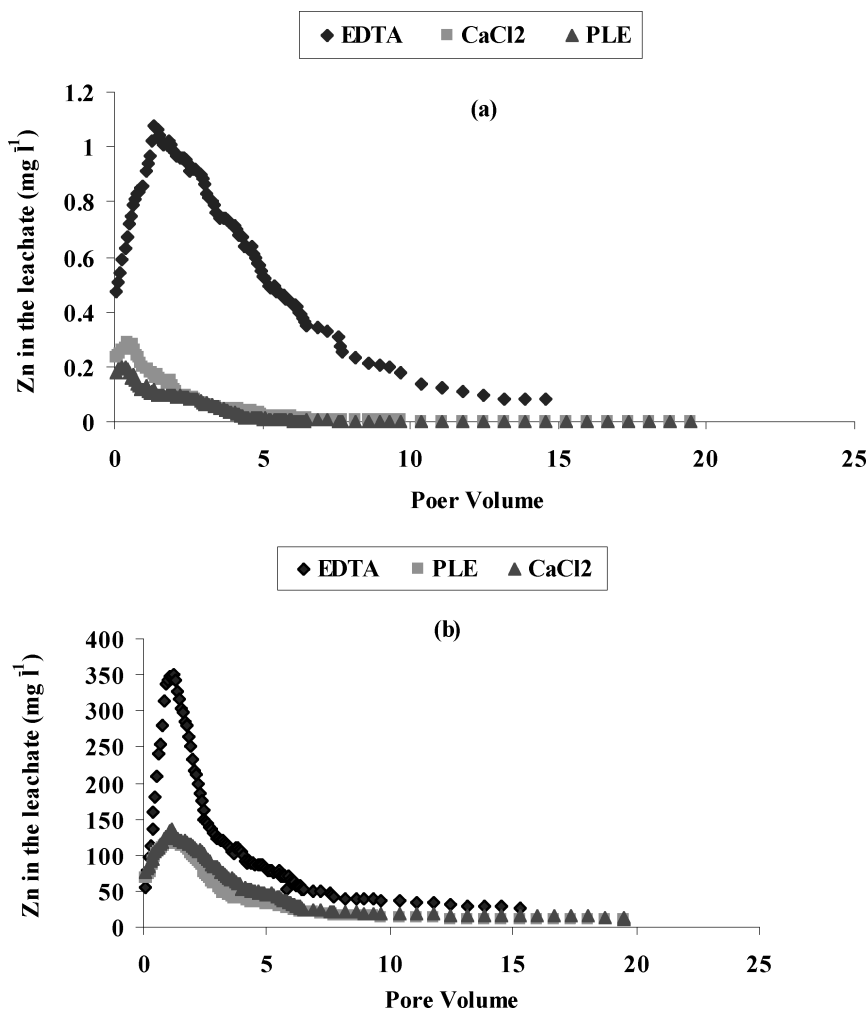 EDTA CaCl2 PLE
(a)
Zn in the leachate (mg l-1)
1.2
1
0.8
0.6
0.4
0.2
0
0 5 10 15 20 25
Poer Volume
EDTA PLE CaCl2
(b)
Zn in the leachate (mg l-1)
400
350
300
250
200
150
100
50
0
0 5 10 15 20 25
Pore Volume